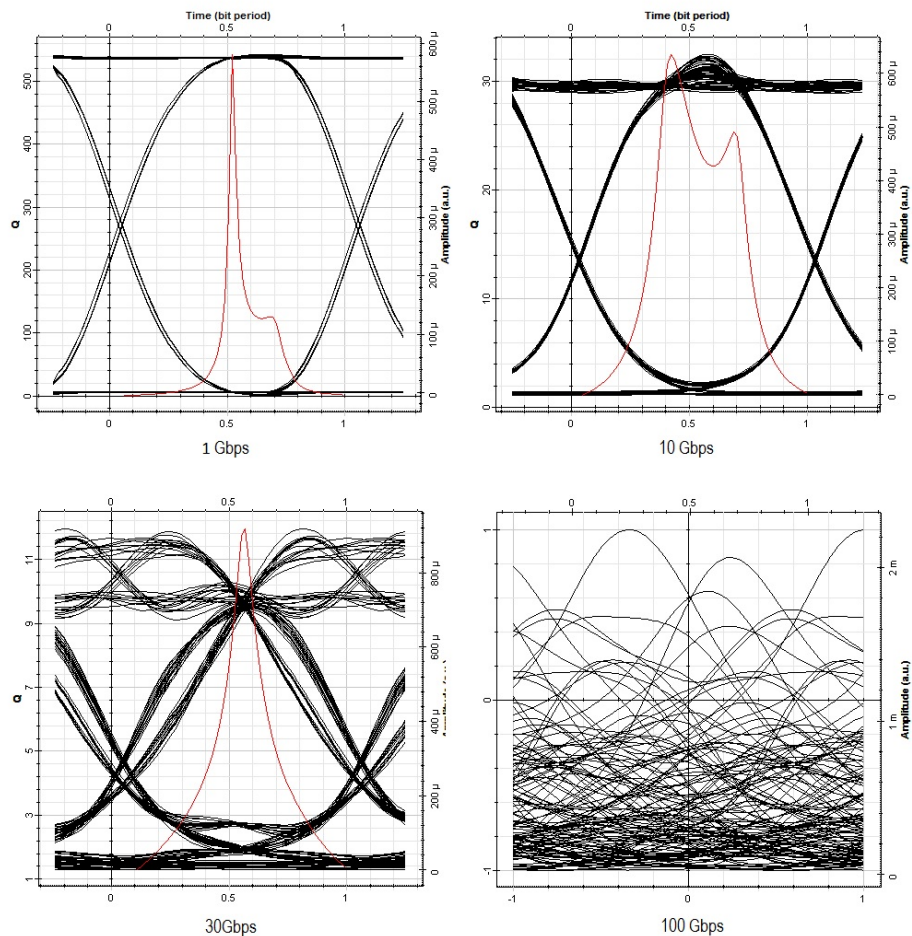 Time (bit period)
0 0.5 1
500
400
300
200
100
0
Q
600 µ
500 µ
400 µ
300 µ
200 µ
100 µ
0
Amplitude (a.u.)
0 0.5 1
1 Gbps
Time (bit period)
0 0.5 1
30
20
10
0
600 µ
500 µ
400 µ
300 µ
200 µ
100 µ
0
Amplitude (a.u.)
0 0.5 1
10 Gbps
0 0.5 1
11
9
7
5
3
1
Q
800 µ
600 µ
400 µ
200 µ
0
0 0.5 1
30Gbps
0 0.5 1
1
0
-1
2 m
1 m
0
Amplitude (a.u.)
-1 0 1
100 Gbps